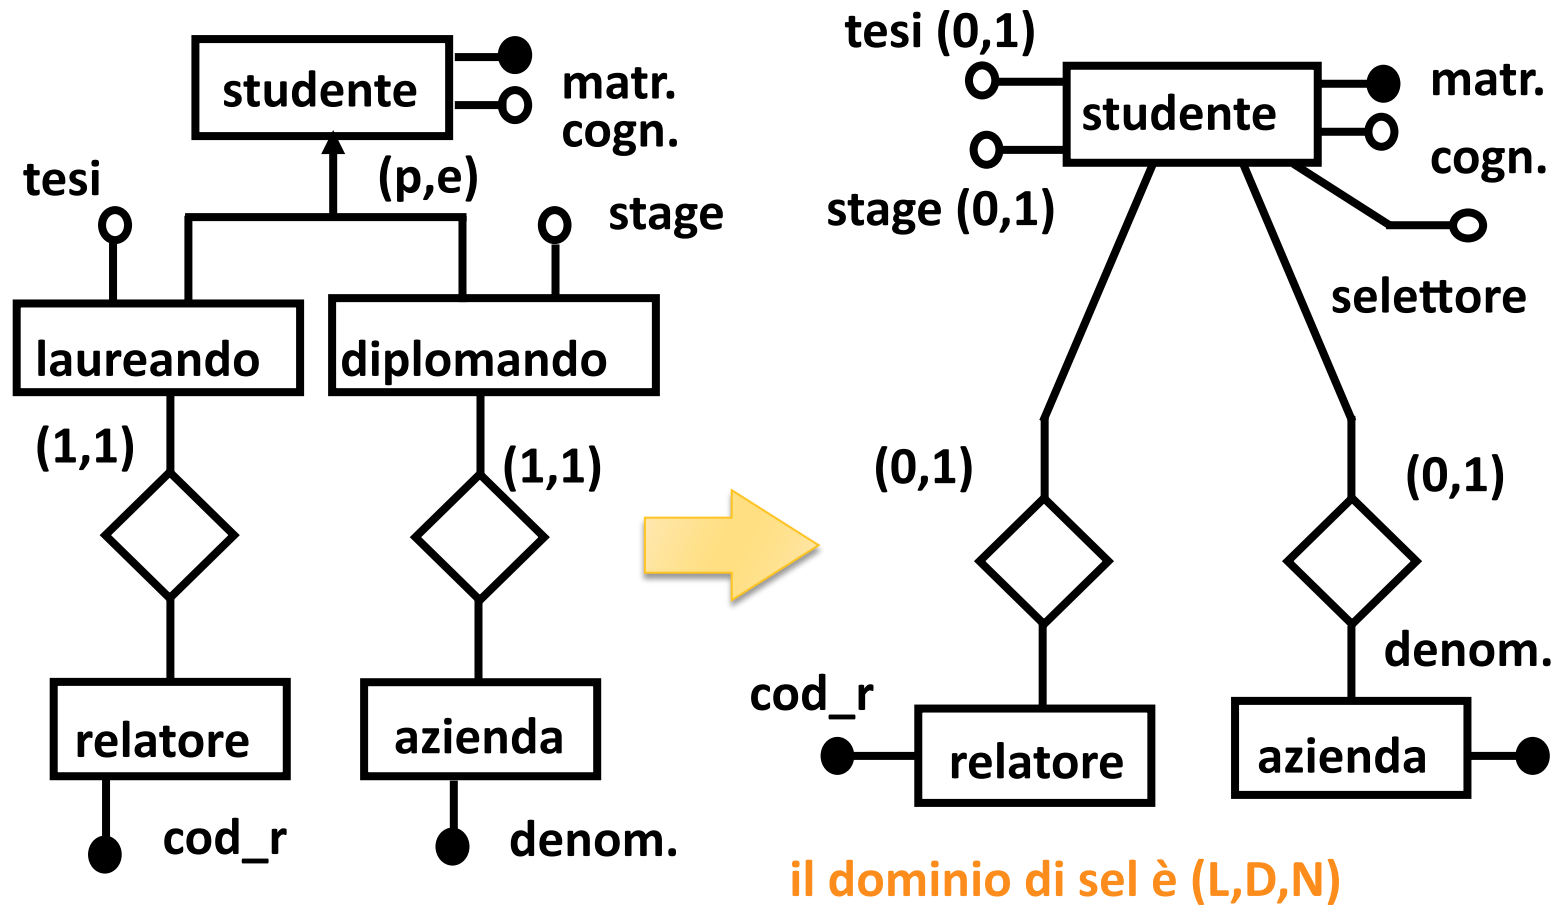 studente
matr.
cogn.
tesi
(p,e)
stage
laureando
diplomando
(1,1)
(1,1)
relatore
azienda
cod_r
denom.
tesi (0,1)
studente
matr.
cogn.
stage (0,1)
selettore
(0,1)
(0,1)
denom.
cod_r
relatore
azienda
il dominio di sel è (L,D,N)